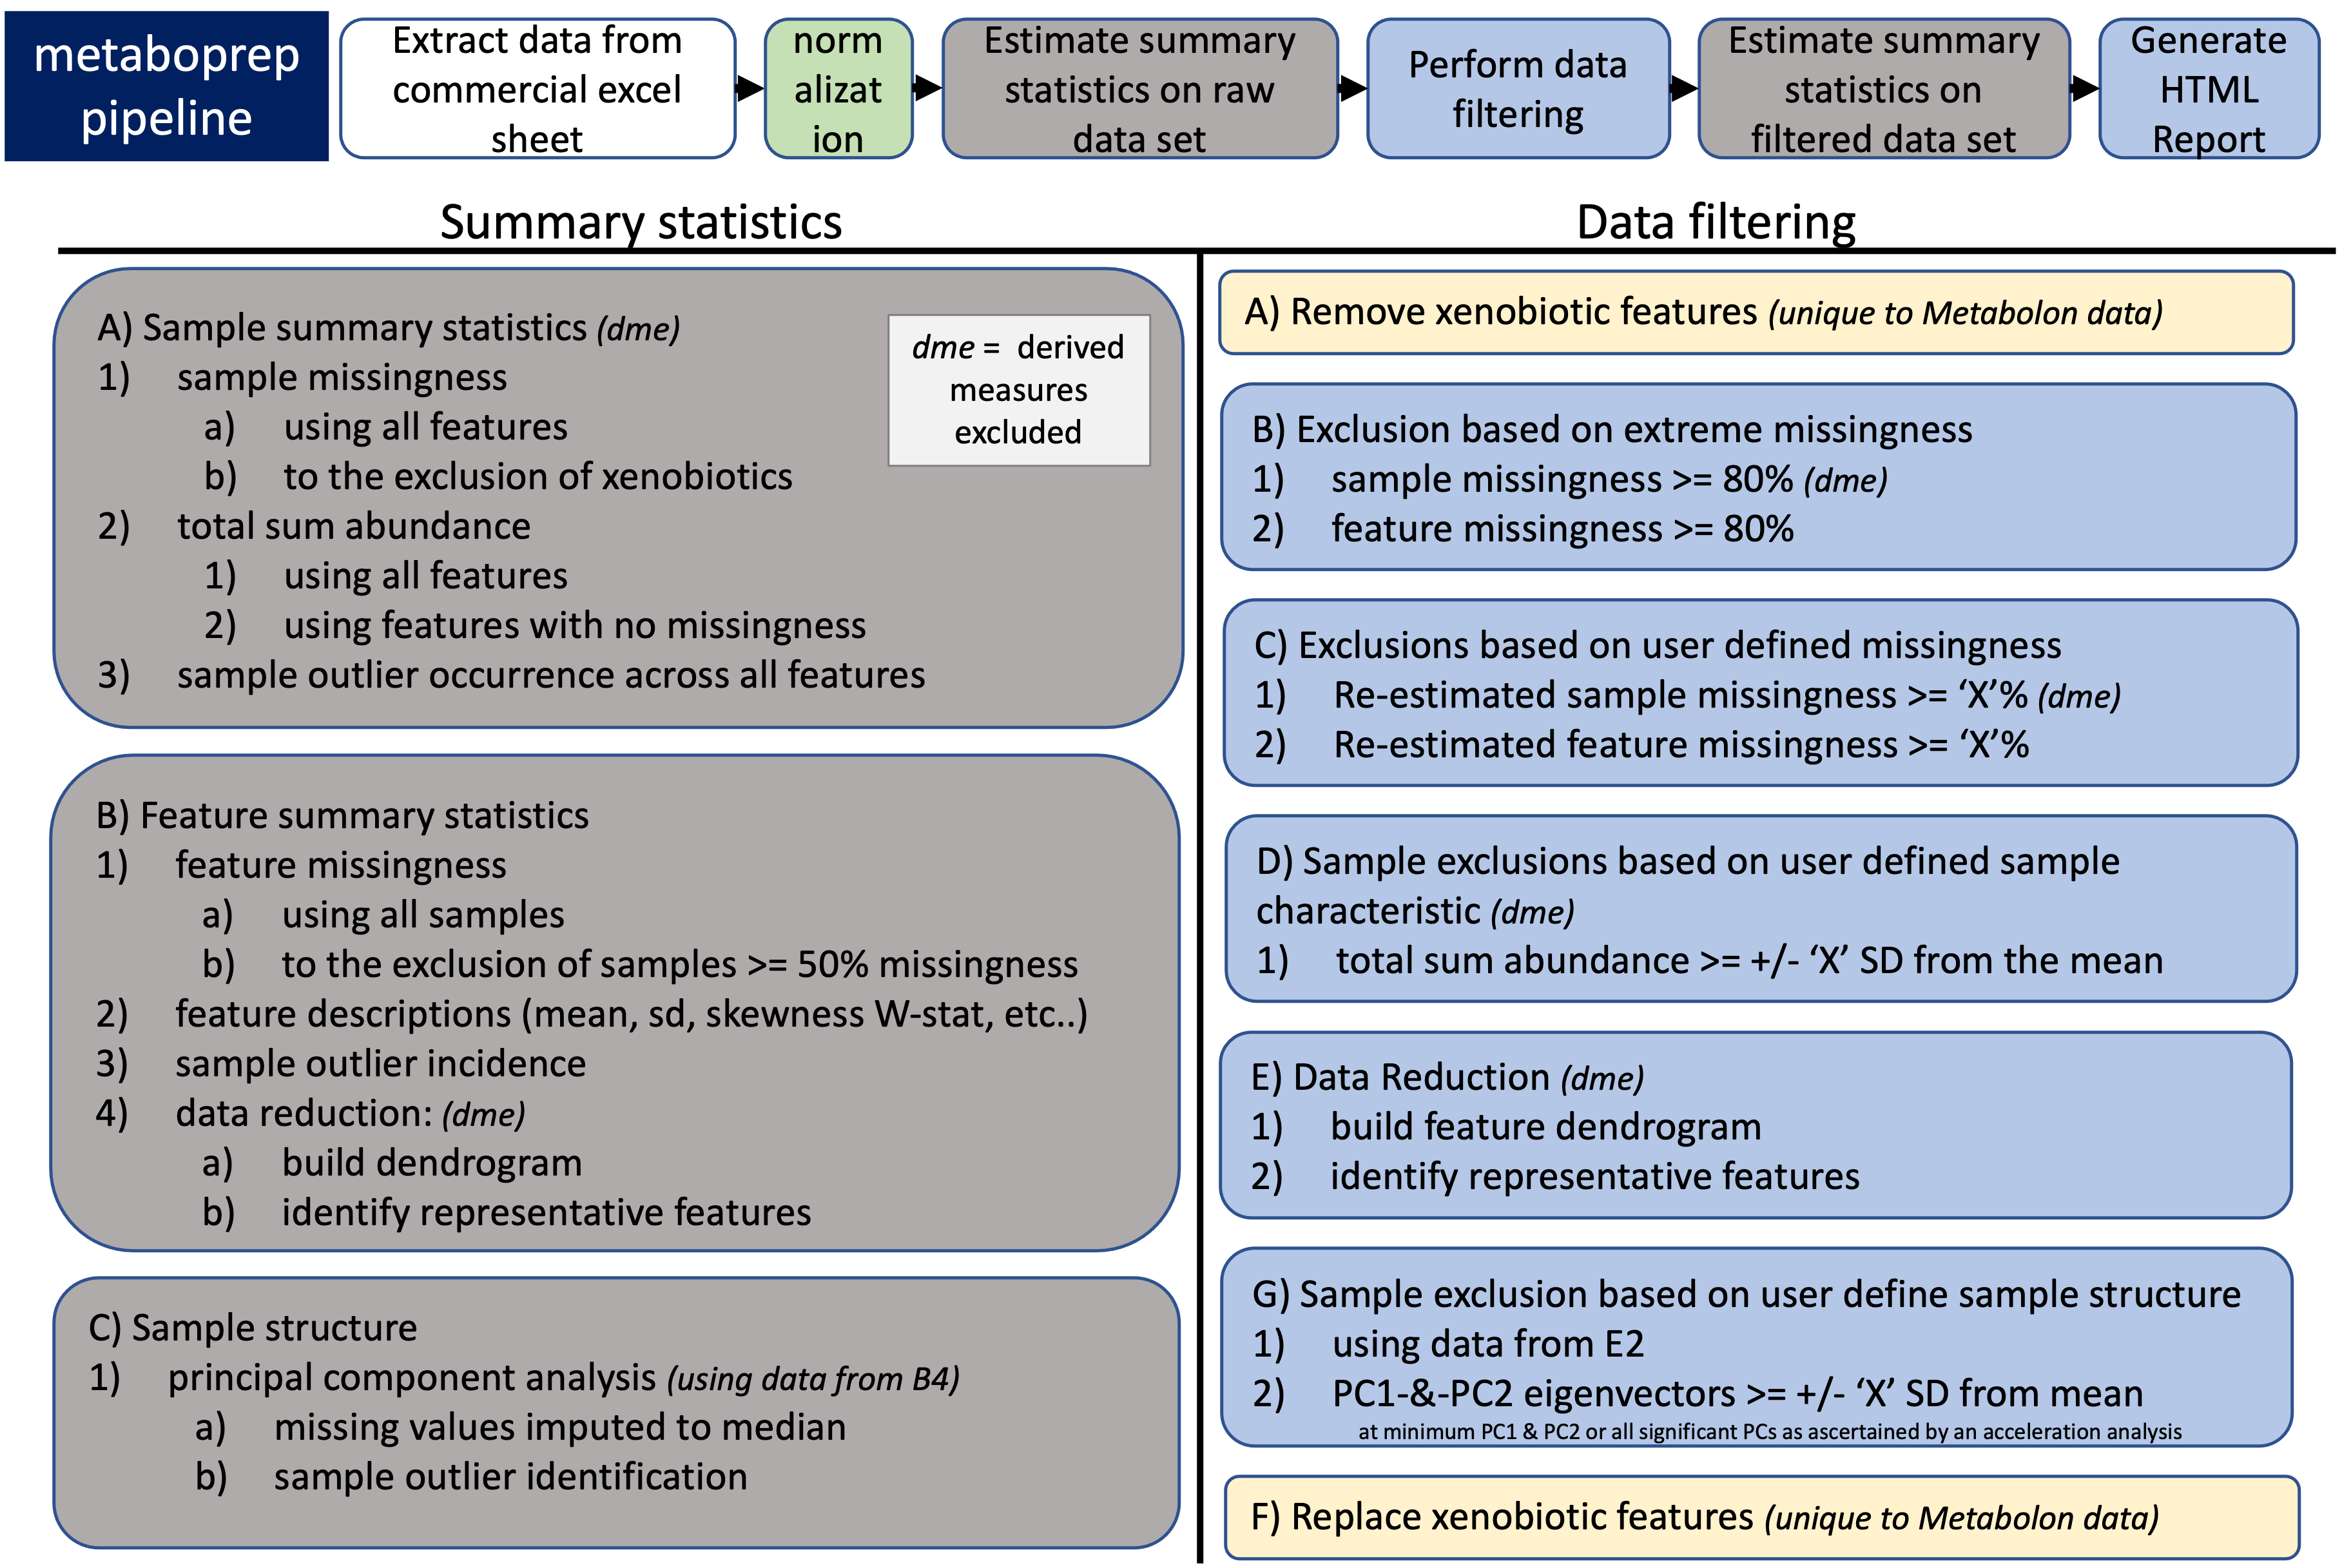 metaboprep
pipeline
Extract data from
commercial excel
sheet
norm
alizat
ion
Estimate summary
statistics on raw
data set
Perform data
filtering
Estimate summary
statistics on
filtered data set
Generate
HTML
Report
Summary statistics
A) Sample summary statistics (dme)
1) sample missingness
a) using all features
b) to the exclusion of xenobiotics
2) total sum abundance
1) using all features
2) using features with no missingness
3) sample outlier occurrence across all features
dme = derived
measures
excluded
B) Feature summary statistics
1) feature missingness
a) using all samples
b) to the exclusion of samples >= 50% missingness
2) feature descriptions (mean, sd, skewness W-stat, etc..)
3) sample outlier incidence
4) data reduction: (dme)
a) build dendrogram
b) identify representative features
C) Sample structure
1) principal component analysis (using data from B4)
a) missing values imputed to median
b) sample outlier identification
Data filtering
A) Remove xenobiotic features (unique to Metabolon data)
B) Exclusion based on extreme missingness
1) sample missingness >= 80% (dme)
2) feature missingness >= 80%
C) Exclusions based on user defined missingness
1) Re-estimated sample missingness >= ‘X’% (dme)
2) Re-estimated feature missingness >= ‘X’%
D) Sample exclusions based on user defined sample
characteristic (dme)
1) total sum abundance >= +/- ‘X’ SD from the mean
E) Data Reduction (dme)
1) build feature dendrogram
2) identify representative features
G) Sample exclusion based on user define sample structure
1) using data from E2
2) PC1-&-PC2 eigenvectors >= +/- ‘X’ SD from mean
at minimum PC1 & PC2 or all significant PCs as ascertained by an acceleration analysis
F) Replace xenobiotic features (unique to Metabolon data)